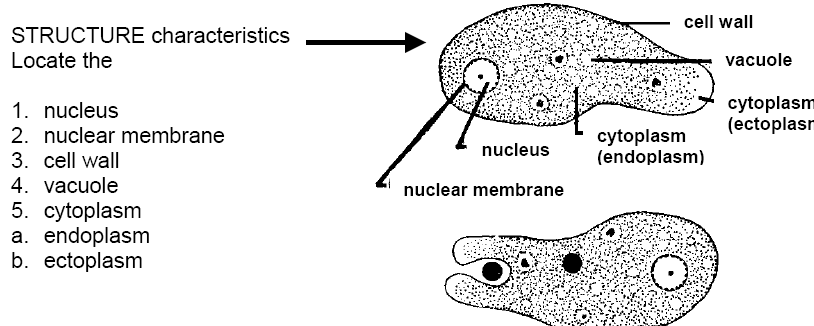 STRUCTURE characteristics
Locate the
1. nucleus
2. nuclear membrane
3. cell wall
4. vacuole
5. cytoplasm
a. endoplasm
b. ectoplasm
cell wall
vacuole
cytoplasm
(ectoplasm
cytoplasm
(endoplasm)
nucleus
nuclear membrane